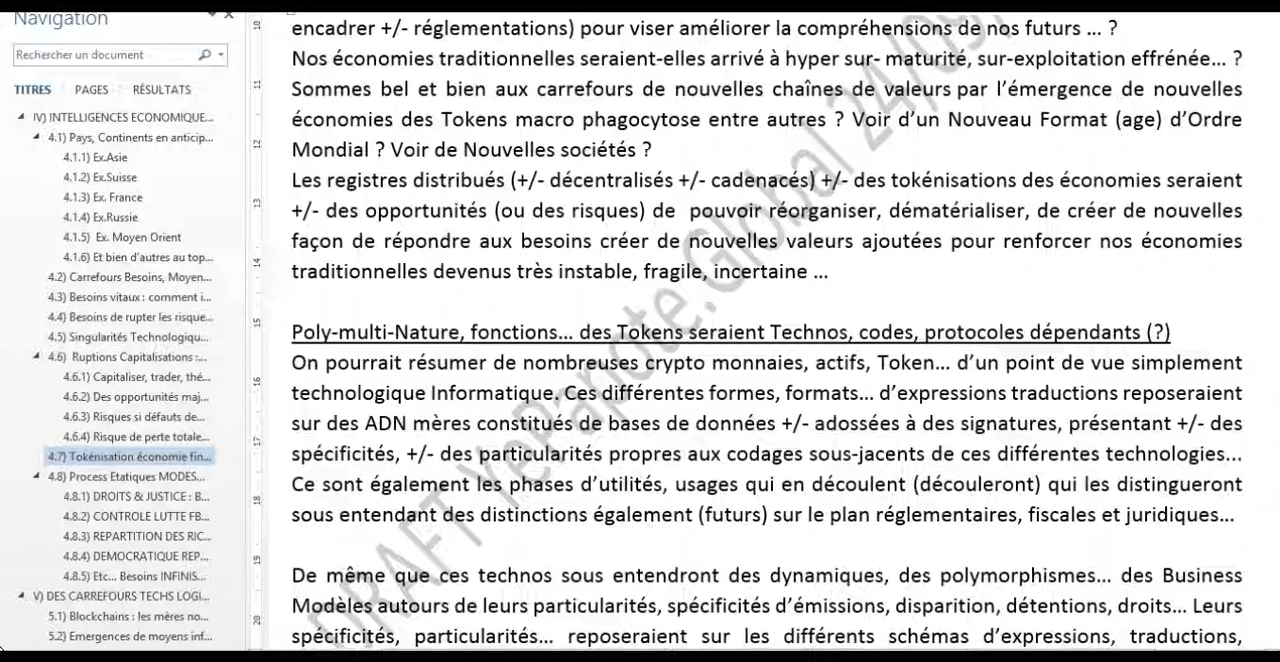 Navigation
Rechercher un document
TITRES PAGES RÉSULTATS
IV) INTELLIGENCES ECONOMIQUE...
4.1) Pays, Continents en anticip...
4.1.1) Ex.Asie
4.1.2) Ex.Suisse
4.1.3) Ex. France
4.1.4) Ex.Russie
4.1.5) Ex. Moyen Orient
4.1.6) Et bien d'autres au top...
4.2) Carrefours Besoins, Moyen...
4.3) Besoins vitaux : comment i...
4.4) Besoins de rupter les risque...
4.5) Singularités Technologiqu...
4.6) Ruptions Capitalisations :...
4.6.1) Capitaliser, trader, thé...
4.6.2) Des opportunités maj...
4.6.3) Risques si défauts de...
4.6.4) Risque de perte totale...
4.7) Tokénisation économie fin...
4.8) Process Etatiques MODES...
4.8.1) DROITS & JUSTICE : B...
4.8.2) CONTROLE LUTTE FB...
4.8.3) REPARTITION DES RIC...
4.8.4) DEMOCRATIQUE REP...
4.8.5) Etc... Besoins INFINIS...
V) DES CARREFOURS TECHS LOGI...
5.1) Blockchains : les mères no...
5.2) Emergences de moyens inf...
10
11
12
13
14
15
16
17
18
19
20
encadrer +/- réglementations) pour viser améliorer la compréhensions de nos futurs ... ?
Nos économies traditionnelles seraient-elles arrivé à hyper sur- maturité, sur-exploitation effrénée... ?
Sommes bel et bien aux carrefours de nouvelles chaînes de valeurs par l'émergence de nouvelles
économies des Tokens macro phagocytose entre autres ? Voir d'un Nouveau Format (age) d'Ordre
Mondial ? Voir de Nouvelles sociétés ?
Les registres distribués (+/- décentralisés +/- cadenacés) +/- des tokénisations des économies seraient
+/- des opportunités (ou des risques) de pouvoir réorganiser, dématérialiser, de créer de nouvelles
façon de répondre aux besoins créer de nouvelles valeurs ajoutées pour renforcer nos économies
traditionnelles devenus très instable, fragile, incertaine ...
Poly-multi-Nature, fonctions... des Tokens seraient Technos, codes, protocoles dépendants (?)
On pourrait résumer de nombreuses crypto monnaies, actifs, Token... d'un point de vue simplement
technologique Informatique. Ces différentes formes, formats... d'expressions traductions reposeraient
sur des ADN mères constitués de bases de données +/- adossées à des signatures, présentant +/- des
spécificités, +/- des particularités propres aux codages sous-jacents de ces différentes technologies...
Ce sont également les phases d'utilités, usages qui en découlent (découleront) qui les distingueront
sous entendant des distinctions également (futurs) sur le plan réglementaires, fiscales et juridiques...
De même que ces technos sous entendront des dynamiques, des polymorphismes... des Business
Modèles autours de leurs particularités, spécificités d'émissions, disparition, détentions, droits... Leurs
spécificités, particularités... reposeraient sur les différents schémas d'expressions, traductions,
DRAFT YePapote.Global 24/09/